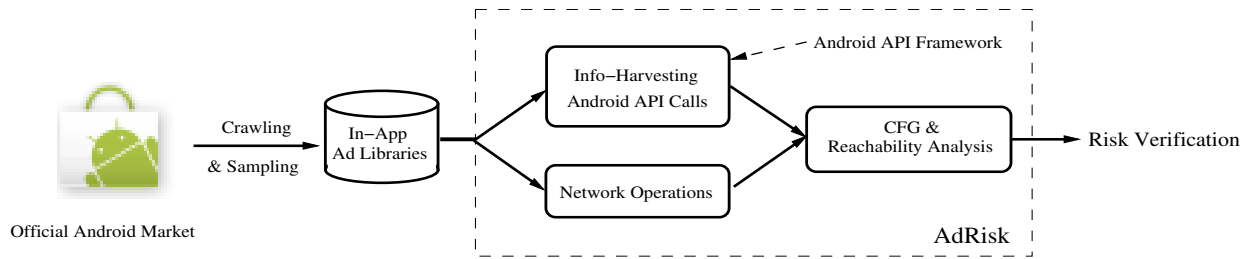 Official Android Market
Crawling
& Sampling
In−App
Ad Libraries
Android API Framework
Info−Harvesting
Android API Calls
Network Operations
CFG &
Reachability Analysis
AdRisk
Risk Verification